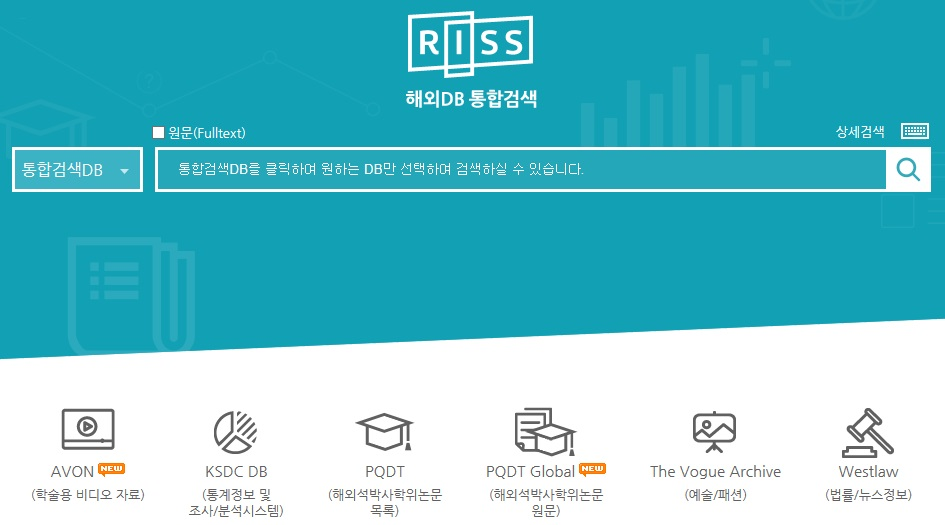 RISS
해외DB 통합검색
원문(Fulltext)
상세검색
통합검색DB
통합검색DB를 클릭하여 원하는 DB만 선택하여 검색하실 수 있습니다.
AVON NEW
(학술용 비디오 자료)
KSDC DB
(통계정보 및
조사/분석시스템)
PQDT
(해외석박사학위논문
목록)
PQDT Global NEW
(해외석박사학위논문
원문)
The Vogue Archive
(예술/패션)
Westlaw
(법률/뉴스정보)